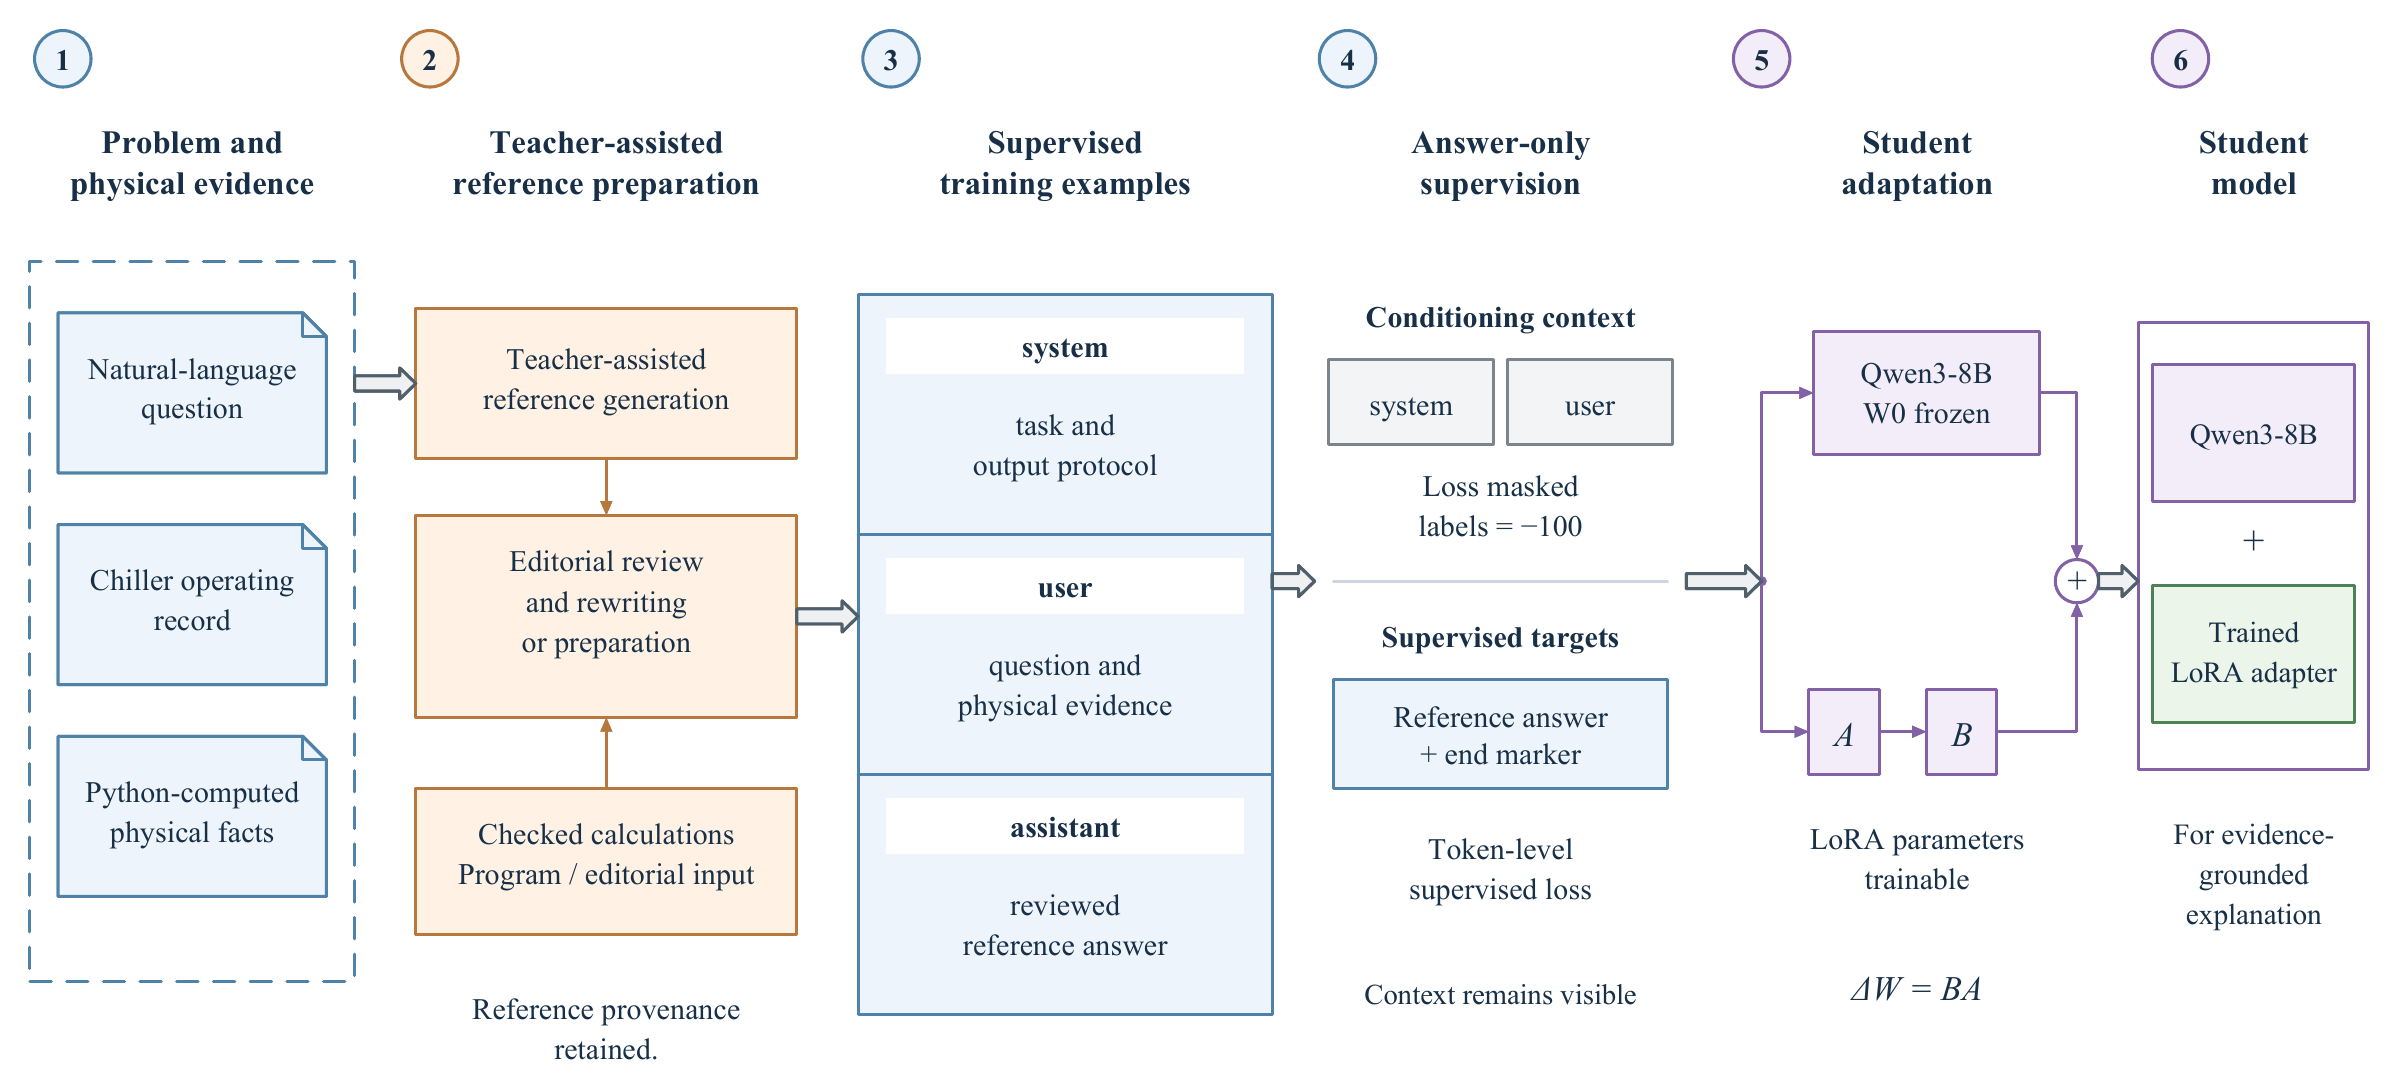 1
Problem and
physical evidence
Natural-language
question
Chiller operating
record
Python-computed
physical facts
2
Teacher-assisted
reference preparation
Teacher-assisted
reference generation
Editorial review
and rewriting
or preparation
Checked calculations
Program / editorial input
Reference provenance
retained.
3
Supervised
training examples
system
task and
output protocol
user
question and
physical evidence
assistant
reviewed
reference answer
4
Answer-only
supervision
Conditioning context
system
user
Loss masked
labels = −100
Supervised targets
Reference answer
+ end marker
Token-level
supervised loss
Context remains visible
5
Student
adaptation
Qwen3-8B
W0 frozen
+
A
B
LoRA parameters
trainable
ΔW = BA
6
Student
model
Qwen3-8B
+
Trained
LoRA adapter
For evidence-
grounded
explanation